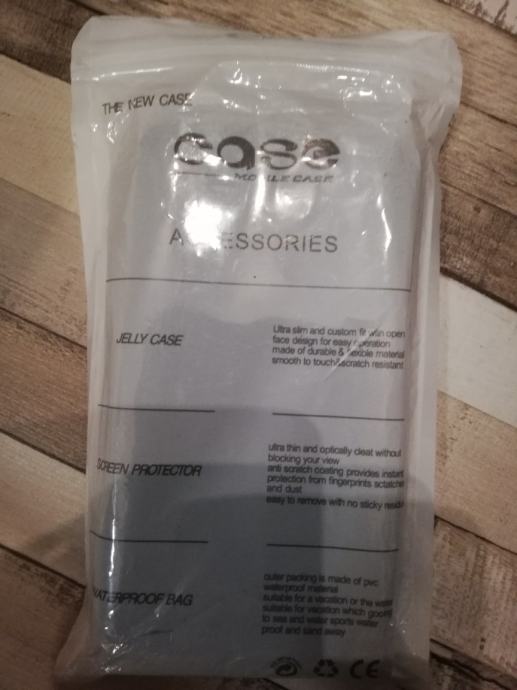 THE NEW CASE
case
MOBILE CASE
ACCESSORIES
JELLY CASE
Ultra slim and custom fit with open
face design for easy operation
made of durable & flexible material
smooth to touch&scratch resistant
SCREEN PROTECTOR
ultra thin and optically cleat without
blocking your view
anti scratch coating provides instant
protection from fingerprints sctatche
and dust
easy to remove with no sticky residue
WATERPROOF BAG
outer packing is made of pvc
waterproof material
suitable for a vacation or the water
suitable for vacation which going
to sea and water sports water
proof and sand away
CE